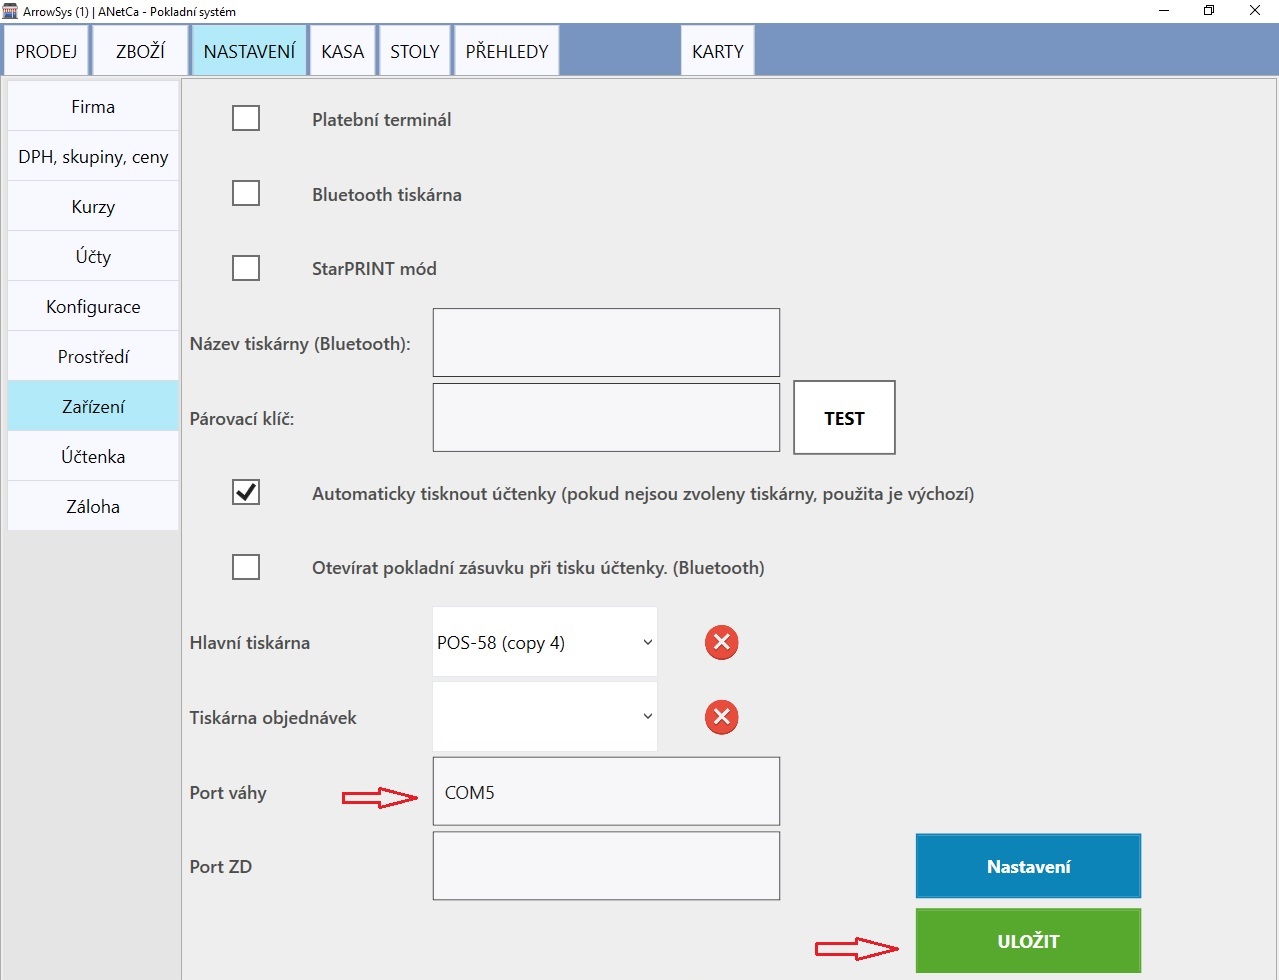 ArrowSys (1) | ANetCa - Pokladní systém
PRODEJ ZBOŽÍ NASTAVENÍ KASA STOLY PŘEHLEDY KARTY
Firma
DPH, skupiny, ceny
Kurzy
Účty
Konfigurace
Prostředí
Zařízení
Účtenka
Záloha
Platební terminál
Bluetooth tiskárna
StarPRINT mód
Název tiskárny (Bluetooth):
Párovací klíč:
TEST
Automaticky tisknout účtenky (pokud nejsou zvoleny tiskárny, použita je výchozí)
Otevírat pokladní zásuvku při tisku účtenky. (Bluetooth)
Hlavní tiskárna POS-58 (copy 4)
Tiskárna objednávek
Port váhy COM5
Port ZD
Nastavení
ULOŽIT